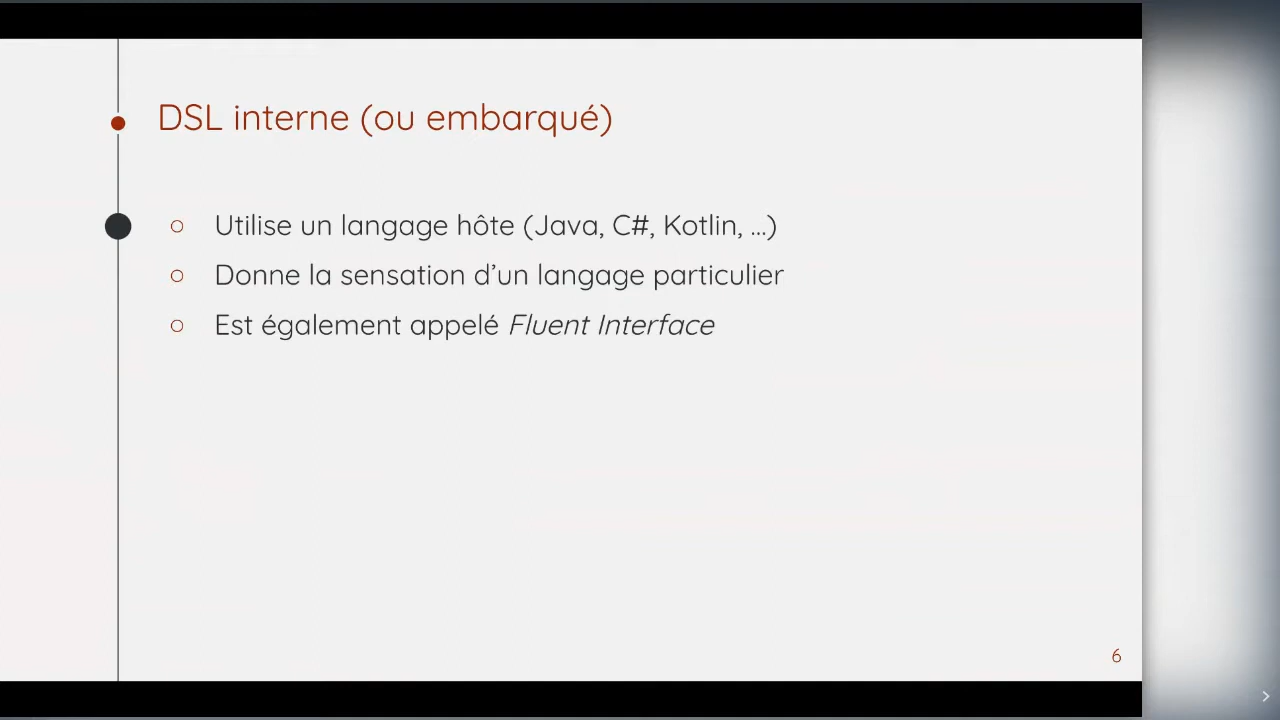 DSL interne (ou embarqué)
Utilise un langage hôte (Java, C#, Kotlin, ...)
Donne la sensation d’un langage particulier
Est également appelé Fluent Interface
6